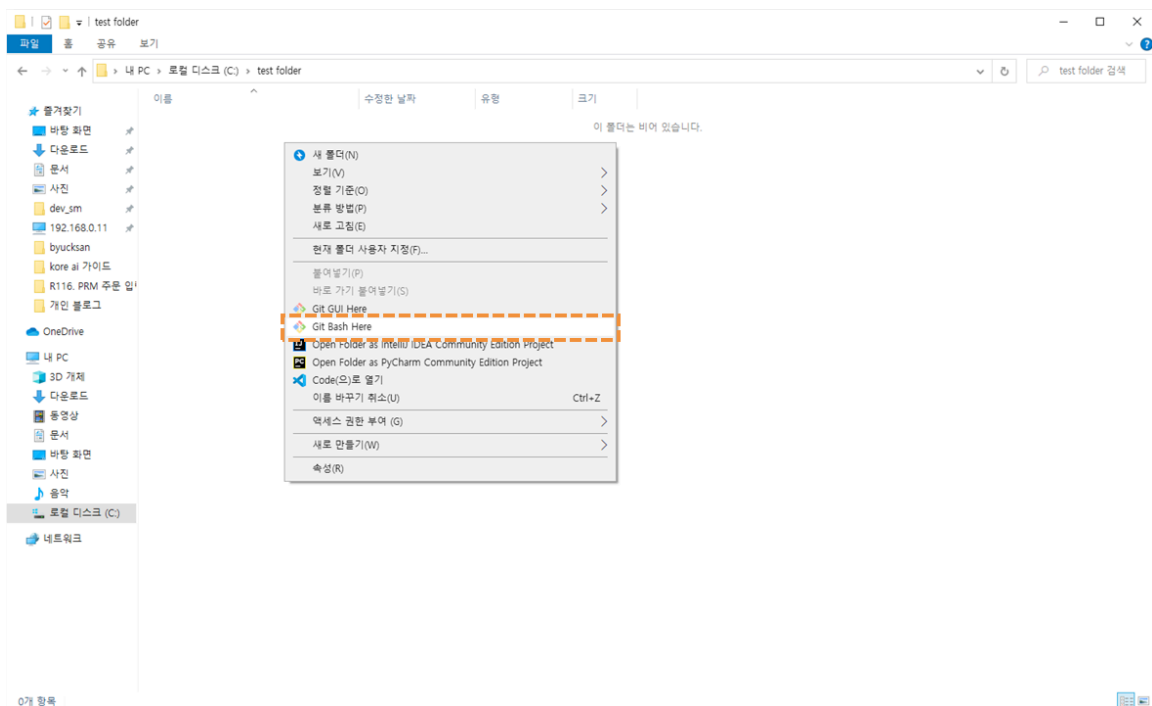 test folder
파일 홈 공유 보기
내 PC 로컬 디스크 (C:) test folder
test folder 검색
이름 수정한 날짜 유형 크기
이 폴더는 비어 있습니다.
즐겨찾기
바탕 화면
다운로드
문서
사진
dev_sm
192.168.0.11
byucksan
kore ai 가이드
R116. PRM 주문
개인 블로그
OneDrive
내 PC
3D 개체
다운로드
동영상
문서
바탕 화면
사진
음악
로컬 디스크 (C:)
네트워크
새 폴더(N)
보기(V)
정렬 기준(O)
분류 방법(P)
새로 고침(E)
현재 폴더 사용자 지정(F)...
붙여넣기(P)
바로 가기 붙여넣기(S)
Git GUI Here
Git Bash Here
Open Folder as IntelliJ IDEA Community Edition Project
Open Folder as PyCharm Community Edition Project
Code(으)로 열기
이름 바꾸기 취소(U) Ctrl+Z
액세스 권한 부여 (G)
새로 만들기(W)
속성(R)
0개 항목